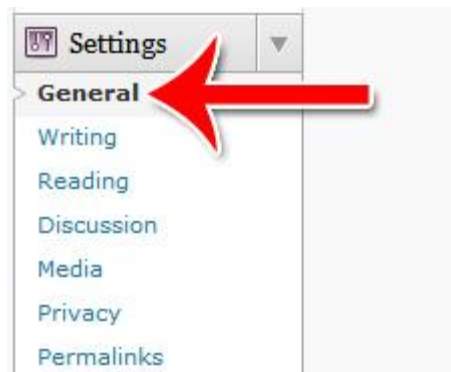 Settings
General
Writing
Reading
Discussion
Media
Privacy
Permalinks